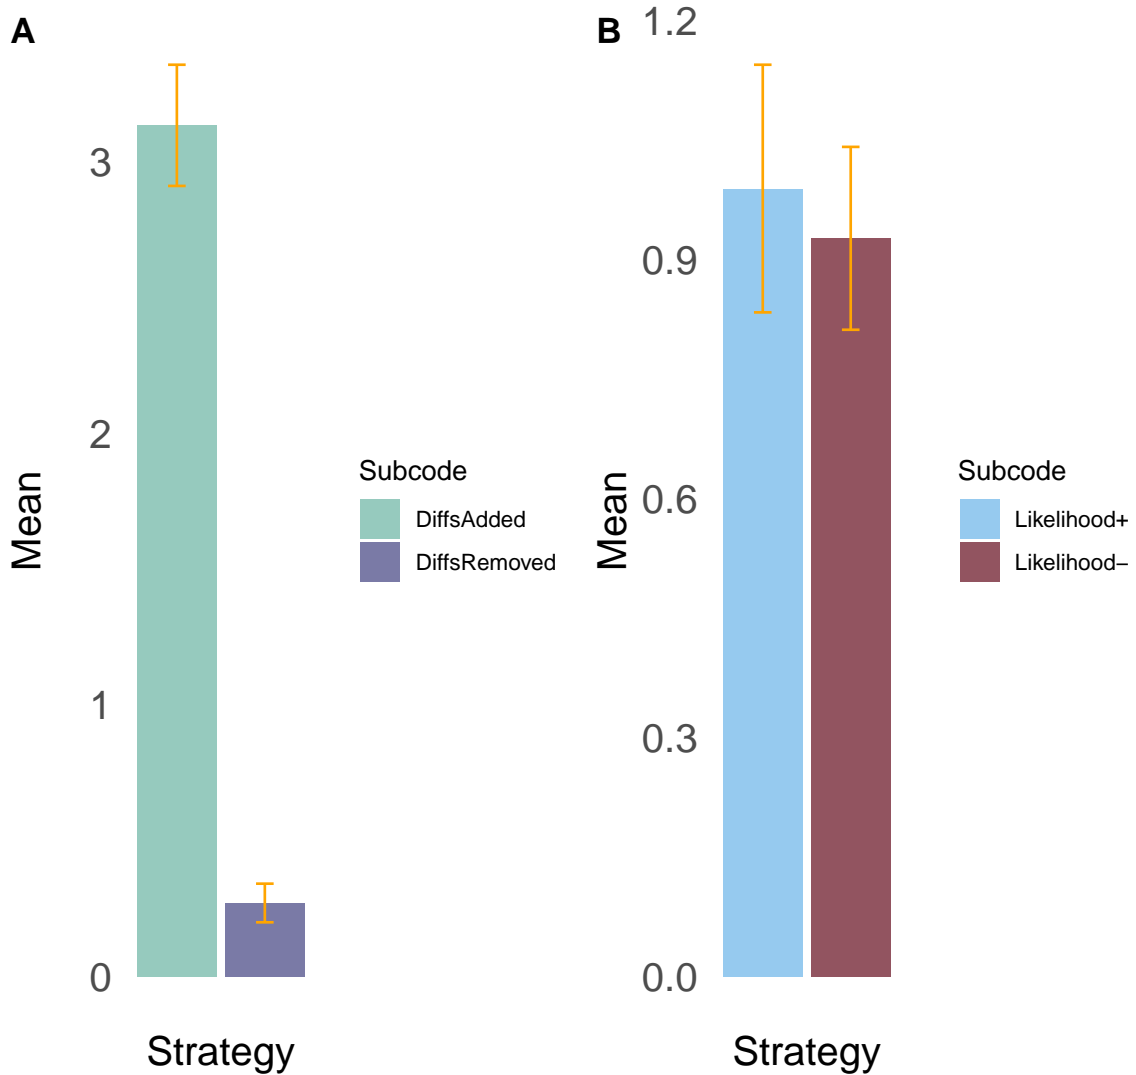 A
3
2
1
0
Mean
Strategy
Subcode
DiffsAdded
DiffsRemoved
B
1.2
0.9
0.6
0.3
0.0
Mean
Strategy
Subcode
Likelihood+
Likelihood−